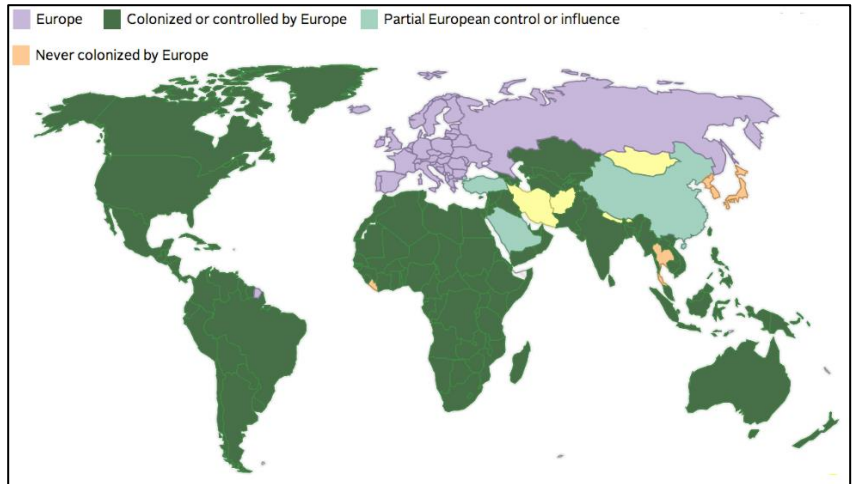 Europe Colonized or controlled by Europe Partial European control or influence
Never colonized by Europe